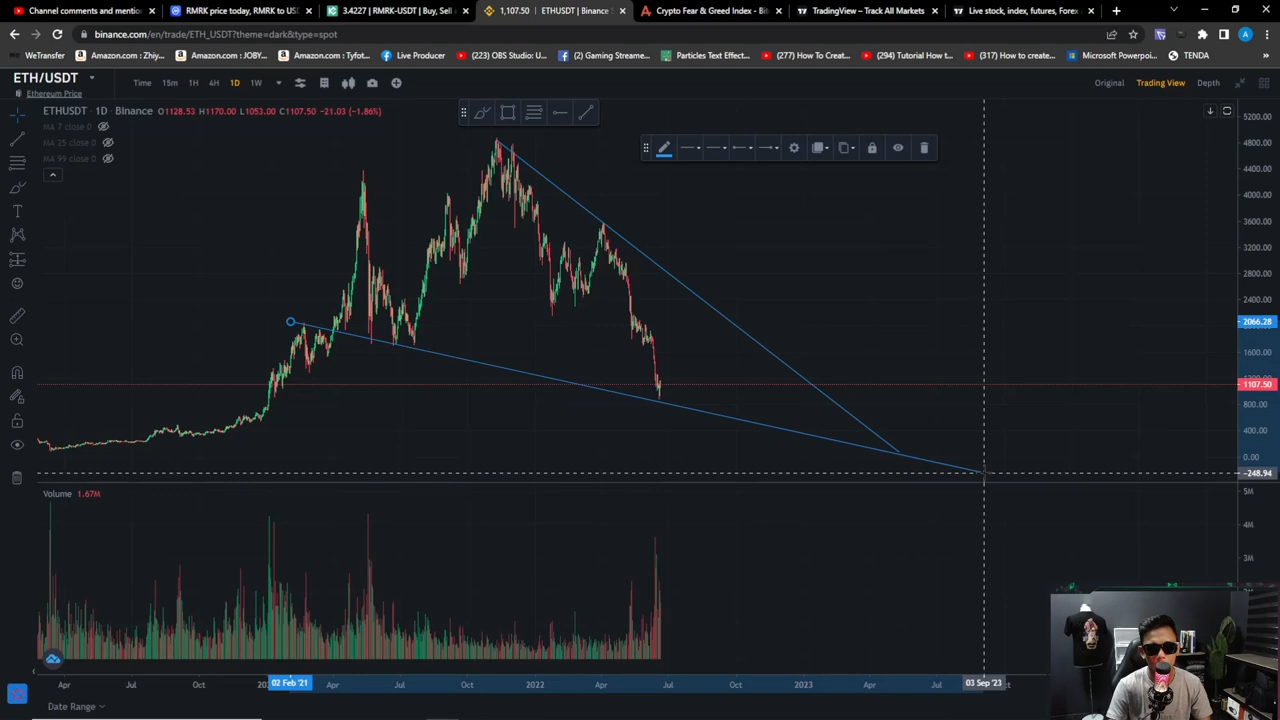 Channel comments and mention
RMRK price today, RMRK to US
3.4227 | RMRK-USDT | Buy, Sell
1,107.50 | ETHUSDT | Binance
Crypto Fear & Greed Index - Bit
TradingView – Track All Markets
Live stock, index, futures, Forex
binance.com/en/trade/ETH_USDT?theme=dark&type=spot
A
WeTransfer
Amazon.com : Zhiy...
Amazon.com : JOBY...
Amazon.com: Tyfot...
Live Producer
(223) OBS Studio: U...
(2) Gaming Streame...
Particles Text Effect...
(277) How To Creat...
(294) Tutorial How t...
(317) How to create...
Microsoft Powerpoi...
TENDA
ETH/USDT
Ethereum Price
Time 15m 1H 4H 1D 1W
Original Trading View Depth
ETHUSDT · 1D · Binance O1128.53 H1170.00 L1053.00 C1107.50 −21.03 (−1.86%)
MA 7 close 0
MA 25 close 0
MA 99 close 0
5200.00
4800.00
4400.00
4000.00
3600.00
3200.00
2800.00
2400.00
2066.28
1600.00
1107.50
800.00
400.00
0.00
−248.94
Volume 1.67M
5M
4M
3M
Apr Jul Oct 02 Feb '21 Apr Jul Oct 2022 Apr Jul Oct 2023 Apr Jul 03 Sep '23
Date Range